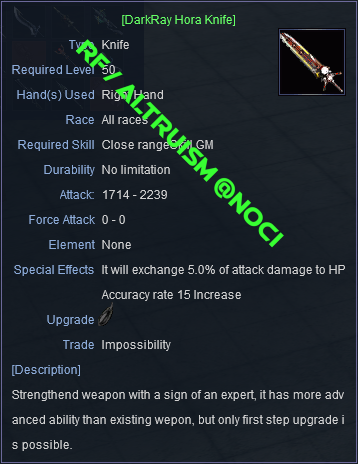 [DarkRay Hora Knife]
Type Knife
Required Level 50
Hand(s) Used Right Hand
Race All races
Required Skill Close range GM
Durability No limitation
Attack: 1714 - 2239
Force Attack 0 - 0
Element None
Special Effects It will exchange 5.0% of attack damage to HP
Accuracy rate 15 Increase
Upgrade
Trade Impossibility
[Description]
Strengthend weapon with a sign of an expert, it has more adv
anced ability than existing wepon, but only first step upgrade i
s possible.
RF / ALTRUISM @NOCI